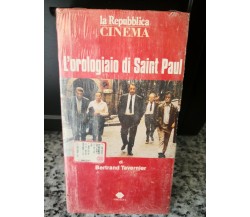 la Repubblica
CINEMA
L'orologiaio di Saint Paul
di
Bertrand Tavernier